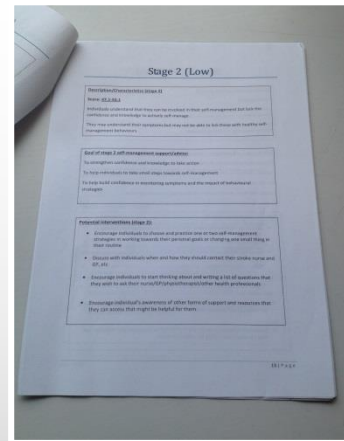 Stage 2 (Low)
Description/Characteristics (stage 2)
Individuals understand that they can be involved in their self-management but lack the
confidence and knowledge to actively self-manage.
They may understand their symptoms but may not be able to link these with healthy self-
management behaviours
Goal of stage 2 self-management support/advice:
To strengthen confidence and knowledge to take action
To help individuals to take small steps towards self-management
To help build confidence in monitoring symptoms and the impact of behavioural
strategies
Potential interventions (stage 2):
• Encourage individuals to discuss and practise one or two self-management
strategies in working towards their personal goals or changing one small thing in
their routine
• Discuss with individuals when and how they should contact their stroke nurse and
GP, etc
• Encourage individuals to start thinking about and writing a list of questions that
they wish to ask their nurse/GP/physiotherapist/other health professionals
• Encourage individual's awareness of other forms of support and resources that
they can access that might be helpful for them.